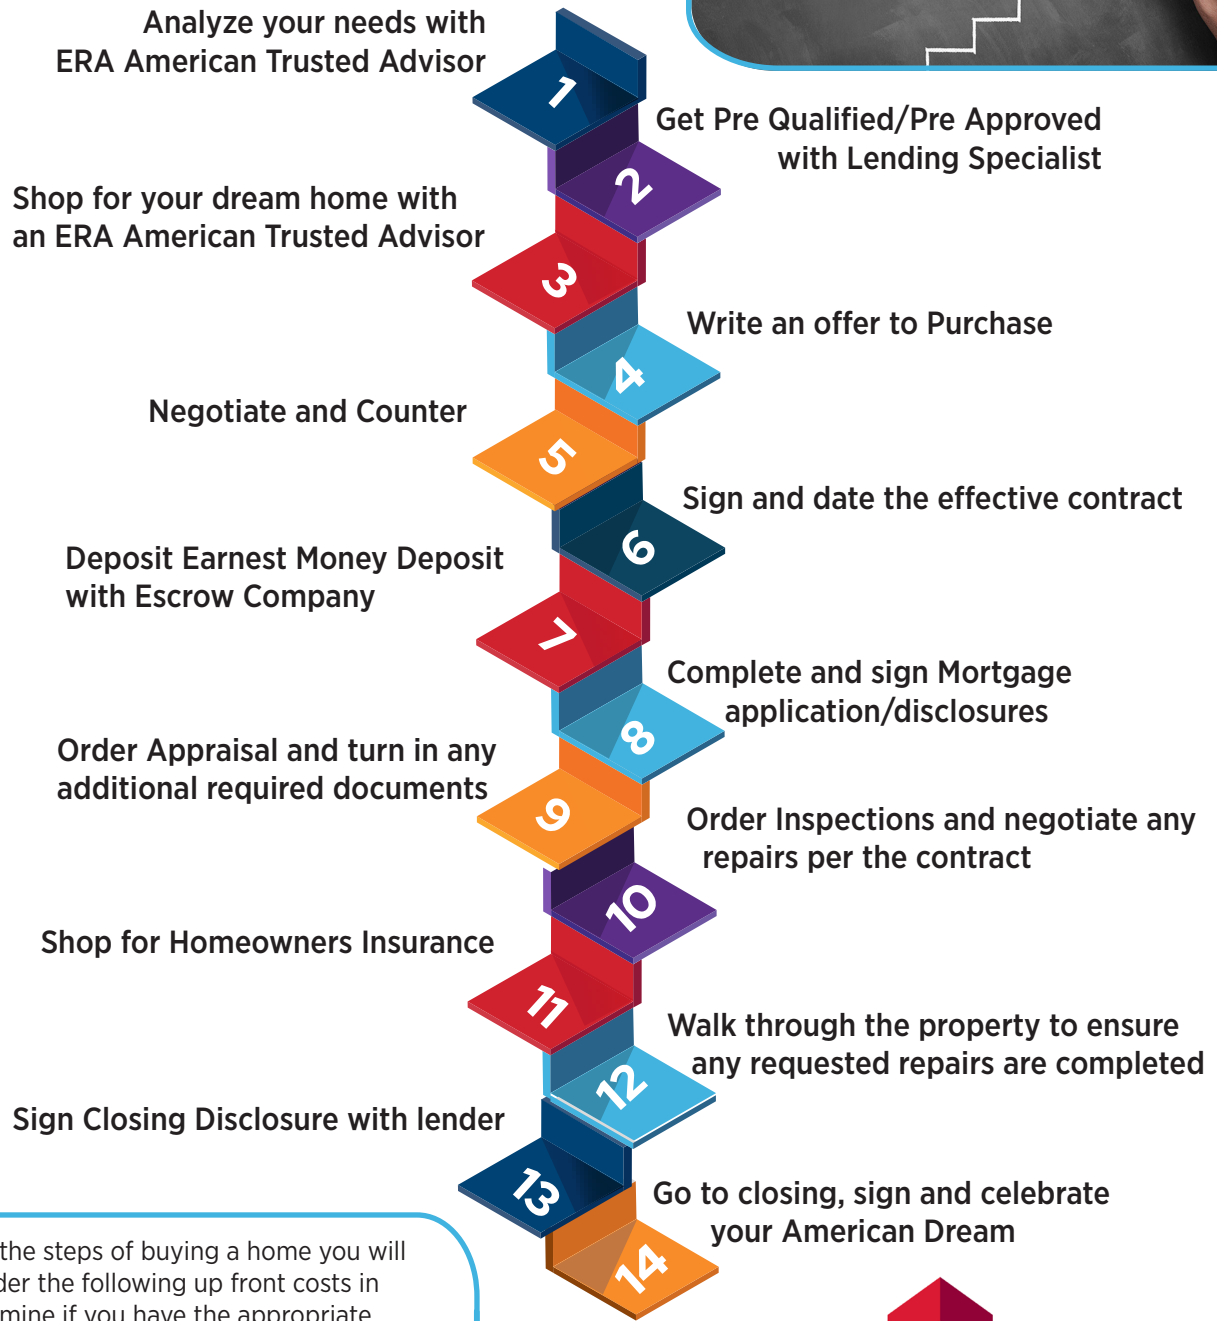 Analyze your needs with
ERA American Trusted Advisor
1
Get Pre Qualified/Pre Approved
with Lending Specialist
2
Shop for your dream home with
an ERA American Trusted Advisor
3
Write an offer to Purchase
4
Negotiate and Counter
5
Sign and date the effective contract
6
Deposit Earnest Money Deposit
with Escrow Company
7
Complete and sign Mortgage
application/disclosures
8
Order Appraisal and turn in any
additional required documents
9
Order Inspections and negotiate any
repairs per the contract
10
Shop for Homeowners Insurance
11
Walk through the property to ensure
any requested repairs are completed
12
Sign Closing Disclosure with lender
13
Go to closing, sign and celebrate
your American Dream
14
the steps of buying a home you will
der the following up front costs in
mine if you have the appropriate